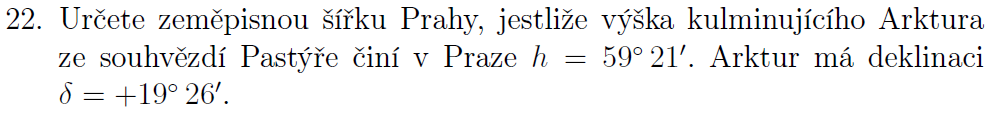 22. Určete zeměpisnou šířku Prahy, jestliže výška kulminujícího Arktura
ze souhvězdí Pastýře činí v Praze h = 59° 21′. Arktur má deklinaci
δ = +19° 26′.